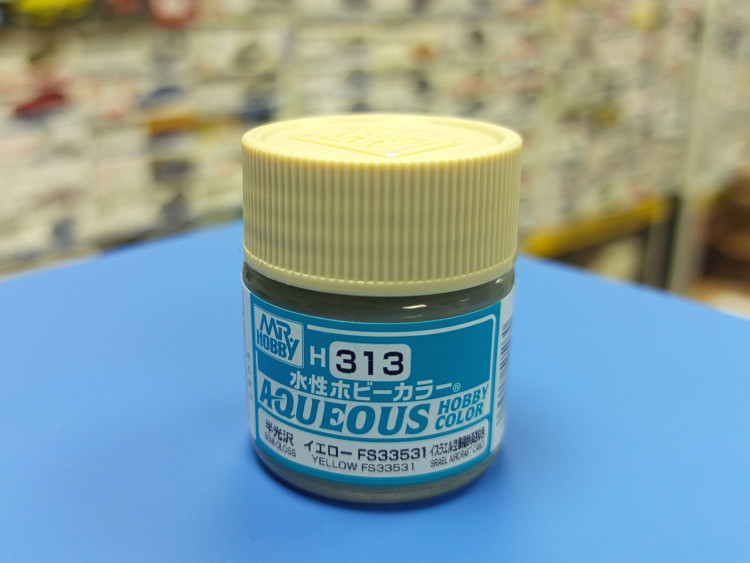 MR
HOBBY
H 313
水性ホビーカラー®
AQUEOUS HOBBY COLOR
半光沢
SEMI-GLOSS
イエロー FS33531
YELLOW FS33531